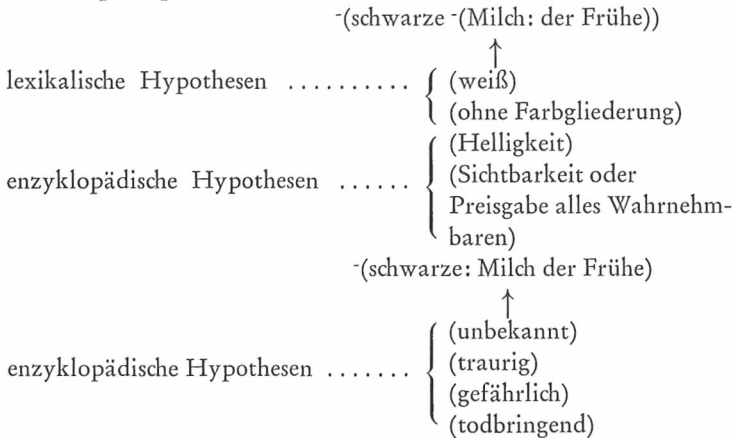 -(schwarze -(Milch: der Frühe))
↑
lexikalische Hypothesen .......... { (weiß)
(ohne Farbgliederung)
enzyklopädische Hypothesen ...... { (Helligkeit)
(Sichtbarkeit oder
Preisgabe alles Wahrnehm-
baren)
-(schwarze: Milch der Frühe)
↑
(unbekannt)
enzyklopädische Hypothesen ....... { (traurig)
(gefährlich)
(todbringend)